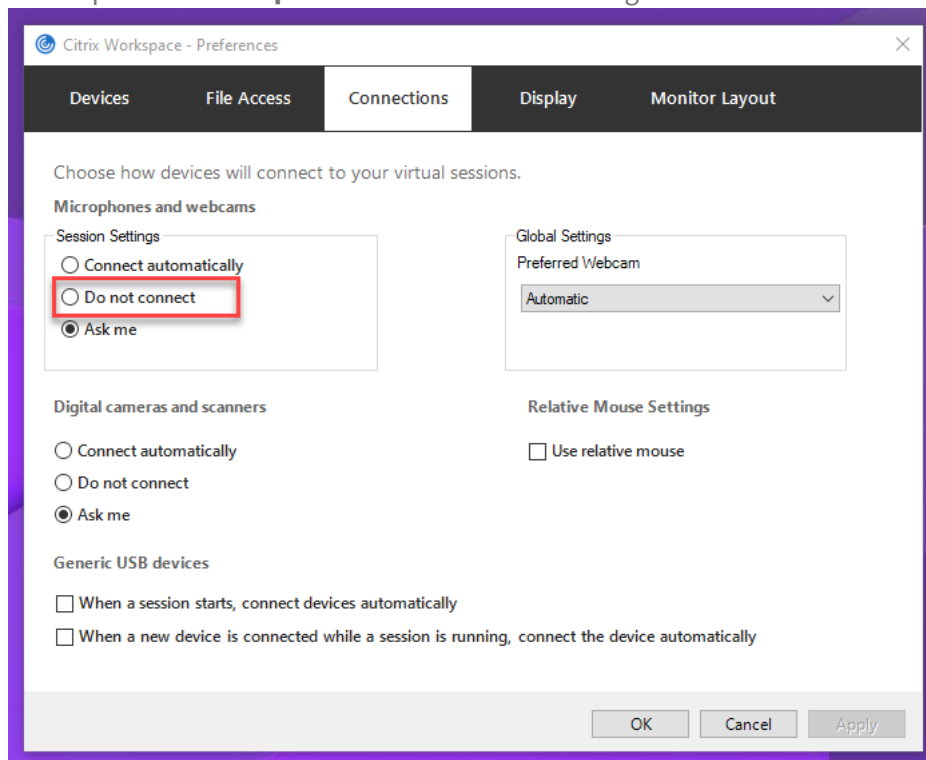 Citrix Workspace - Preferences
Devices File Access Connections Display Monitor Layout
Choose how devices will connect to your virtual sessions.
Microphones and webcams
Session Settings
Connect automatically
Do not connect
Ask me
Global Settings
Preferred Webcam
Automatic
Digital cameras and scanners
Connect automatically
Do not connect
Ask me
Relative Mouse Settings
Use relative mouse
Generic USB devices
When a session starts, connect devices automatically
When a new device is connected while a session is running, connect the device automatically
OK Cancel Apply